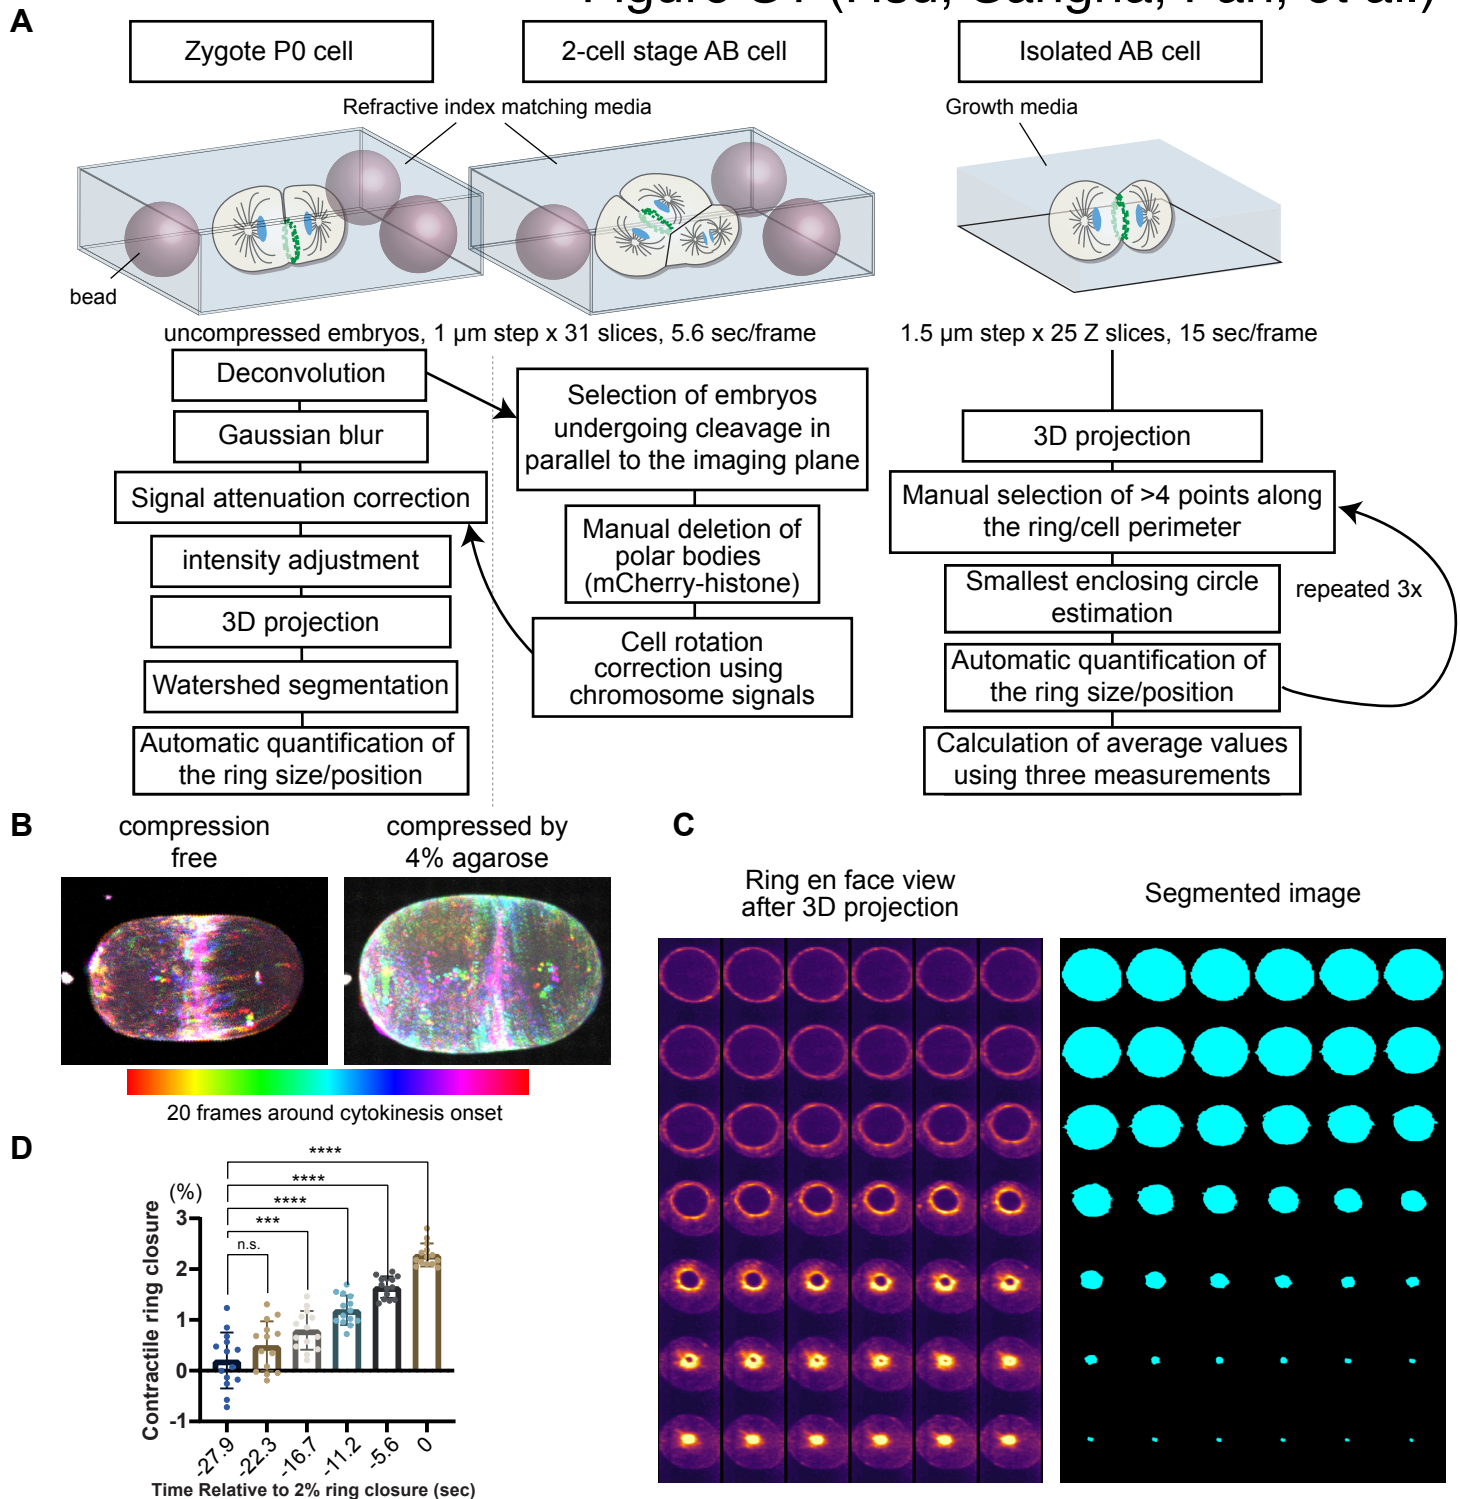 Figure S1 (Hsu, Sangha, Fan, et al.)
A
Zygote P0 cell
2-cell stage AB cell
Isolated AB cell
Refractive index matching media
Growth media
bead
uncompressed embryos, 1 µm step x 31 slices, 5.6 sec/frame
1.5 µm step x 25 Z slices, 15 sec/frame
Deconvolution
Gaussian blur
Signal attenuation correction
intensity adjustment
3D projection
Watershed segmentation
Automatic quantification of
the ring size/position
Selection of embryos
undergoing cleavage in
parallel to the imaging plane
Manual deletion of
polar bodies
(mCherry-histone)
Cell rotation
correction using
chromosome signals
3D projection
Manual selection of >4 points along
the ring/cell perimeter
Smallest enclosing circle
estimation
repeated 3x
Automatic quantification of
the ring size/position
Calculation of average values
using three measurements
B
compression
free
compressed by
4% agarose
20 frames around cytokinesis onset
C
Ring en face view
after 3D projection
Segmented image
D
(%)
Contractile ring closure
3
2
1
0
-1
n.s.
***
****
****
****
-27.9
-22.3
-16.7
-11.2
-5.6
0
Time Relative to 2% ring closure (sec)